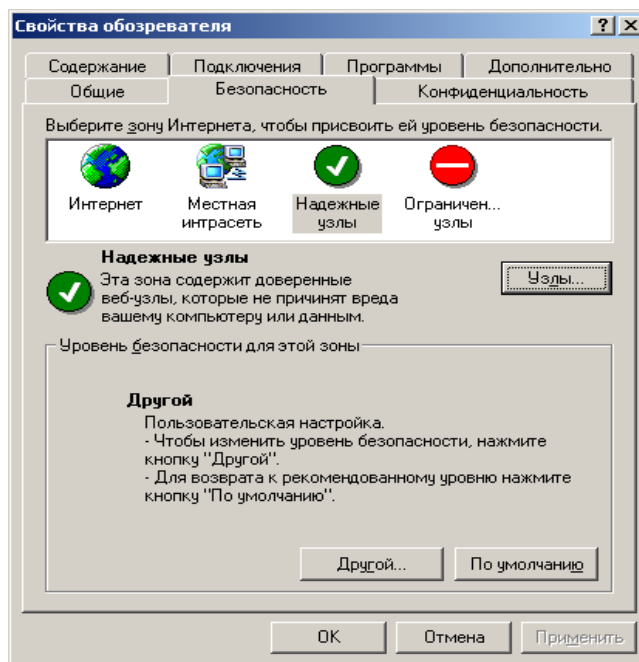 Свойства обозревателя
Содержание Подключения Программы Дополнительно
Общие Безопасность Конфиденциальность
Выберите зону Интернета, чтобы присвоить ей уровень безопасности.
Интернет Местная интрасеть Надежные узлы Ограничен... узлы
Надежные узлы
Эта зона содержит доверенные
веб-узлы, которые не причинят вреда
вашему компьютеру или данным.
Узлы...
Уровень безопасности для этой зоны
Другой
Пользовательская настройка.
- Чтобы изменить уровень безопасности, нажмите
кнопку "Другой".
- Для возврата к рекомендованному уровню нажмите
кнопку "По умолчанию".
Другой... По умолчанию
OK Отмена Применить